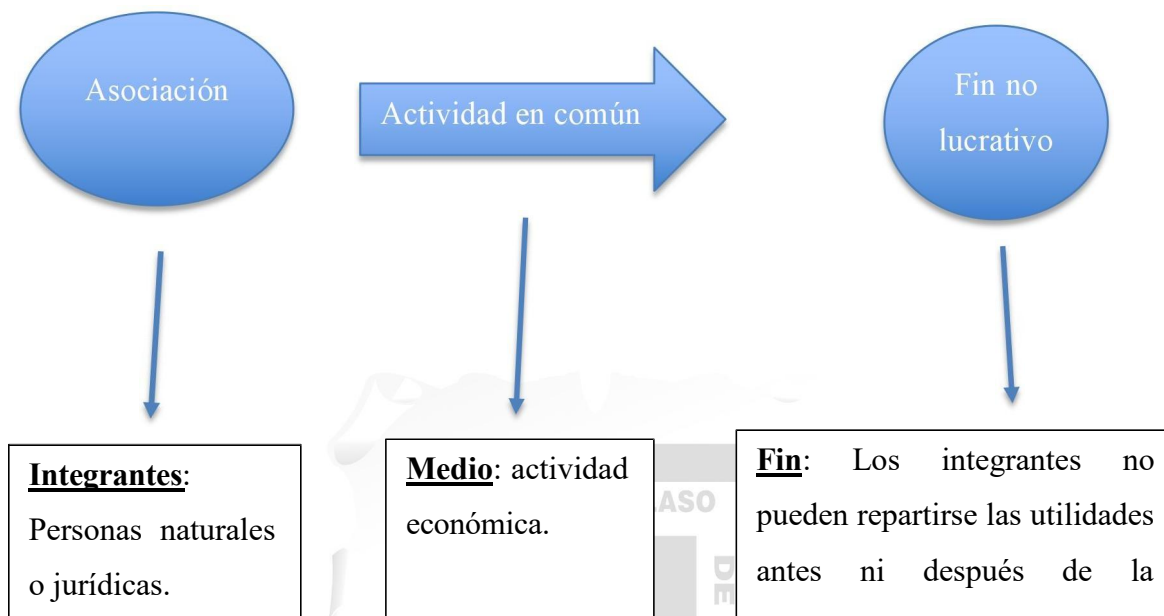 Asociación
Actividad en común
Fin no
lucrativo
Integrantes:
Personas naturales
o jurídicas.
Medio: actividad
económica.
Fin: Los integrantes no
pueden repartirse las utilidades
antes ni después de la
DE